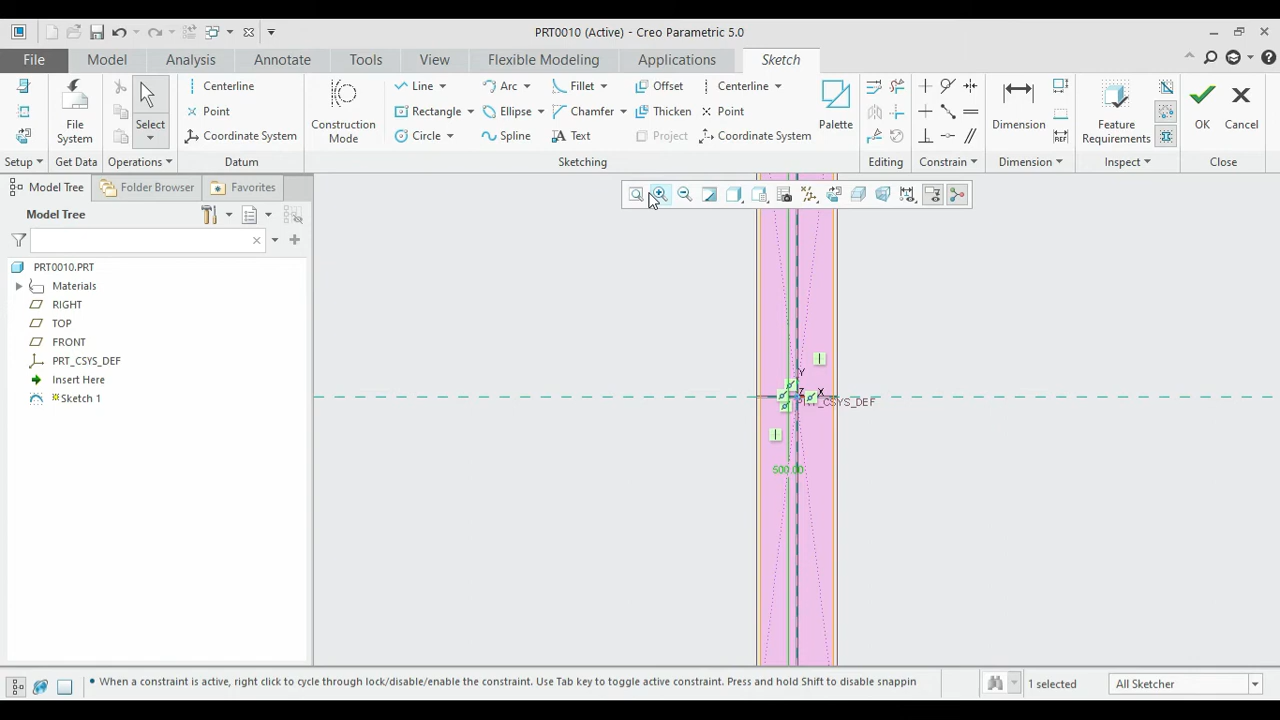 PRT0010 (Active) - Creo Parametric 5.0
File Model Analysis Annotate Tools View Flexible Modeling Applications Sketch
File System
Select
Centerline
Point
Coordinate System
Construction Mode
Line
Rectangle
Circle
Arc
Ellipse
Spline
Fillet
Chamfer
Text
Offset
Thicken
Project
Centerline
Point
Coordinate System
Palette
Dimension
Feature Requirements
OK
Cancel
Setup Get Data Operations Datum Sketching Editing Constrain Dimension Inspect Close
Model Tree Folder Browser Favorites
Model Tree
PRT0010.PRT
Materials
RIGHT
TOP
FRONT
PRT_CSYS_DEF
Insert Here
Sketch 1
Y
Z X
_CSYS_DEF
500.00
When a constraint is active, right click to cycle through lock/disable/enable the constraint. Use Tab key to toggle active constraint. Press and hold Shift to disable snappin
1 selected
All Sketcher